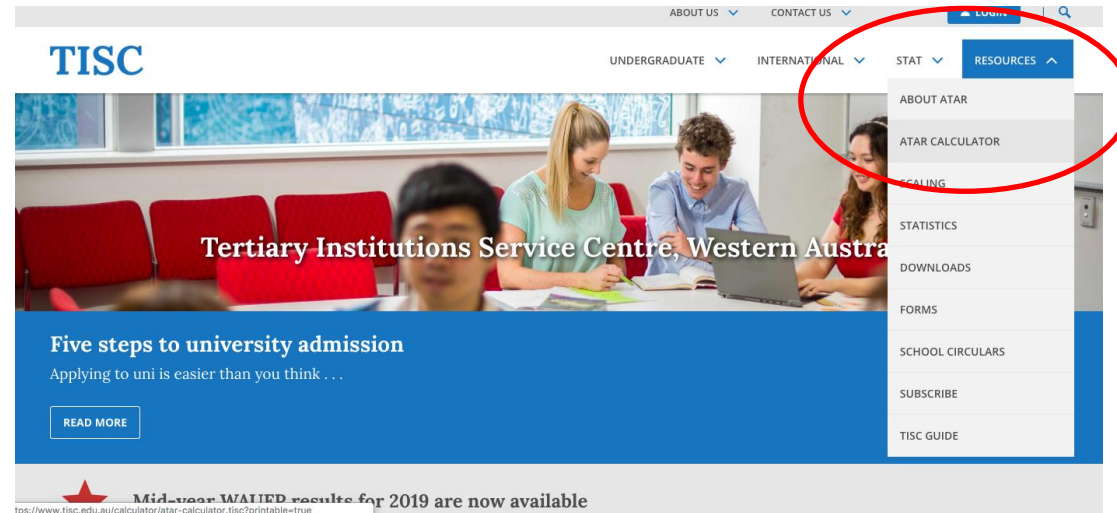 ABOUT US CONTACT US LOGIN
TISC
UNDERGRADUATE INTERNATIONAL STAT RESOURCES
ABOUT ATAR
ATAR CALCULATOR
SCALING
STATISTICS
DOWNLOADS
FORMS
SCHOOL CIRCULARS
SUBSCRIBE
TISC GUIDE
Tertiary Institutions Service Centre, Western Austra
Five steps to university admission
Applying to uni is easier than you think . . .
READ MORE
Mid-year WAUFP results for 2019 are now available
tps://www.tisc.edu.au/calculator/atar-calculator.tisc?printable=true